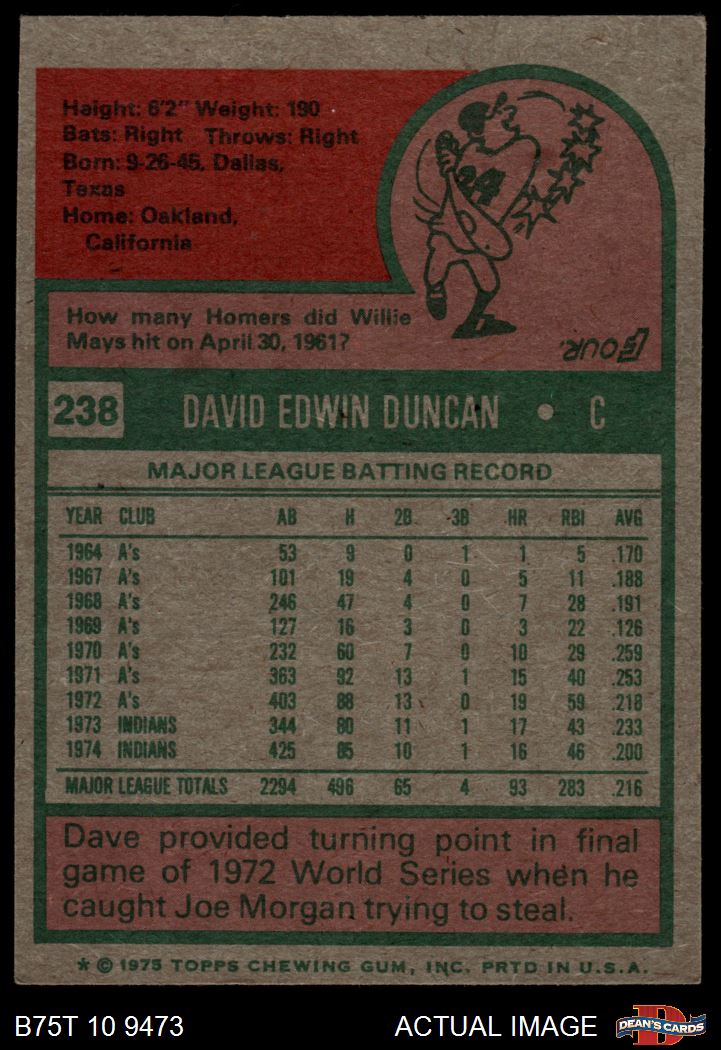 Height: 6'2" Weight: 190
Bats: Right Throws: Right
Born: 9-26-45, Dallas,
Texas
Home: Oakland,
California
24
How many Homers did Willie
Mays hit on April 30, 1961?
FOUR.
238 DAVID EDWIN DUNCAN • C
MAJOR LEAGUE BATTING RECORD
YEAR CLUB AB H 2B 3B HR RBI AVG
1964 A's 53 9 0 1 1 5 .170
1967 A's 101 19 4 0 5 11 .188
1968 A's 246 47 4 0 7 28 .191
1969 A's 127 16 3 0 3 22 .126
1970 A's 232 60 7 0 10 29 .259
1971 A's 363 92 13 1 15 40 .253
1972 A's 403 88 13 0 19 59 .218
1973 INDIANS 344 80 11 1 17 43 .233
1974 INDIANS 425 85 10 1 16 46 .200
MAJOR LEAGUE TOTALS 2294 496 65 4 93 283 .216
Dave provided turning point in final
game of 1972 World Series when he
caught Joe Morgan trying to steal.
* © 1975 TOPPS CHEWING GUM, INC. PRTD IN U.S.A.
B75T 10 9473 ACTUAL IMAGE DEAN'S CARDS